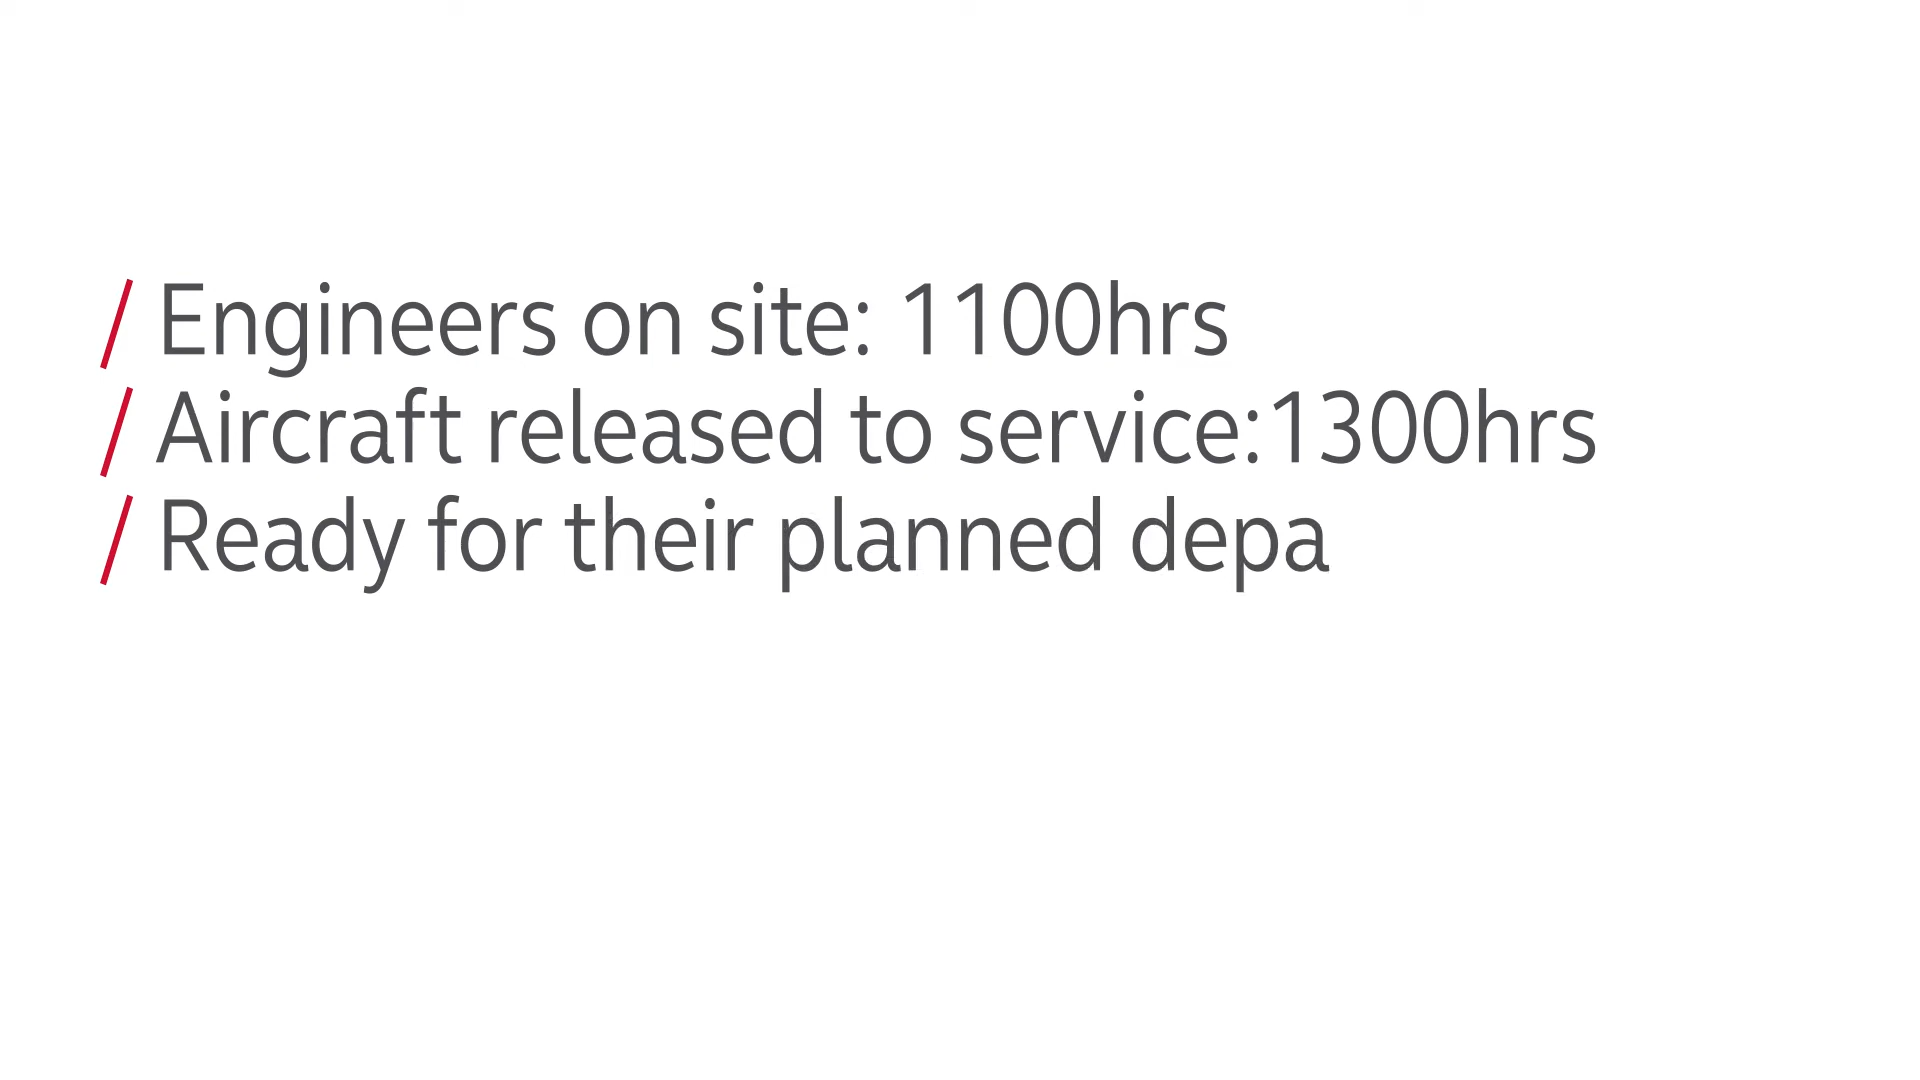 / Engineers on site: 1100hrs
/ Aircraft released to service:1300hrs
/ Ready for their planned depa